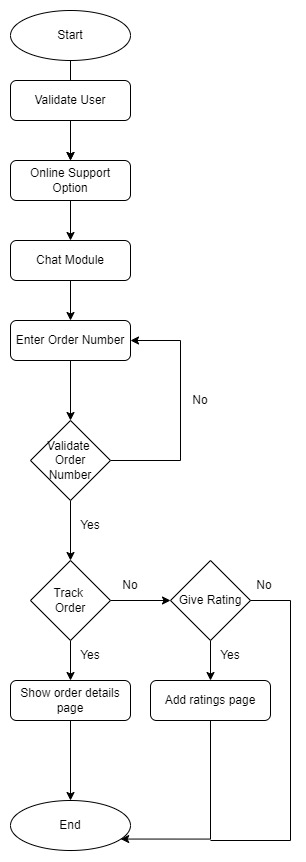 Start
Validate User
Online Support
Option
Chat Module
Enter Order Number
No
Validate
Order
Number
Yes
Track
Order
No
Give Rating
No
Yes
Yes
Show order details
page
Add ratings page
End